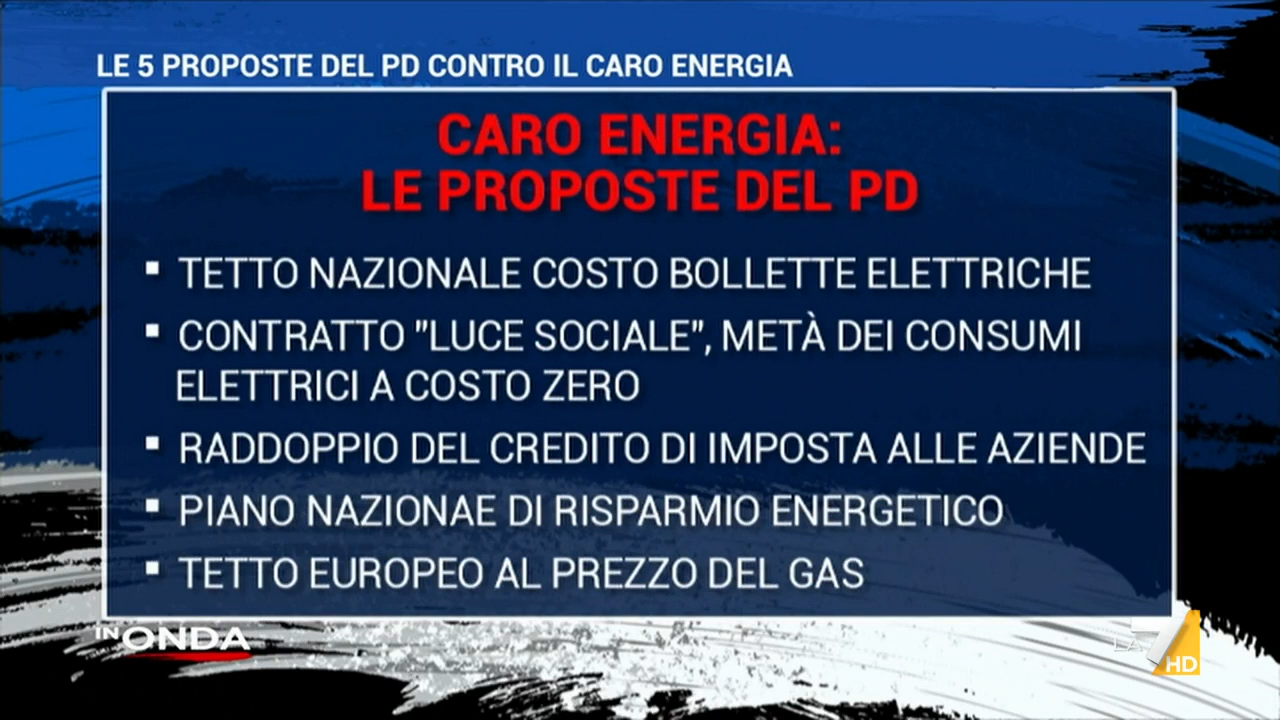 LE 5 PROPOSTE DEL PD CONTRO IL CARO ENERGIA
CARO ENERGIA:
LE PROPOSTE DEL PD
▪ TETTO NAZIONALE COSTO BOLLETTE ELETTRICHE
▪ CONTRATTO "LUCE SOCIALE", METÀ DEI CONSUMI
ELETTRICI A COSTO ZERO
▪ RADDOPPIO DEL CREDITO DI IMPOSTA ALLE AZIENDE
▪ PIANO NAZIONAE DI RISPARMIO ENERGETICO
▪ TETTO EUROPEO AL PREZZO DEL GAS
IN ONDA
LA 7 HD